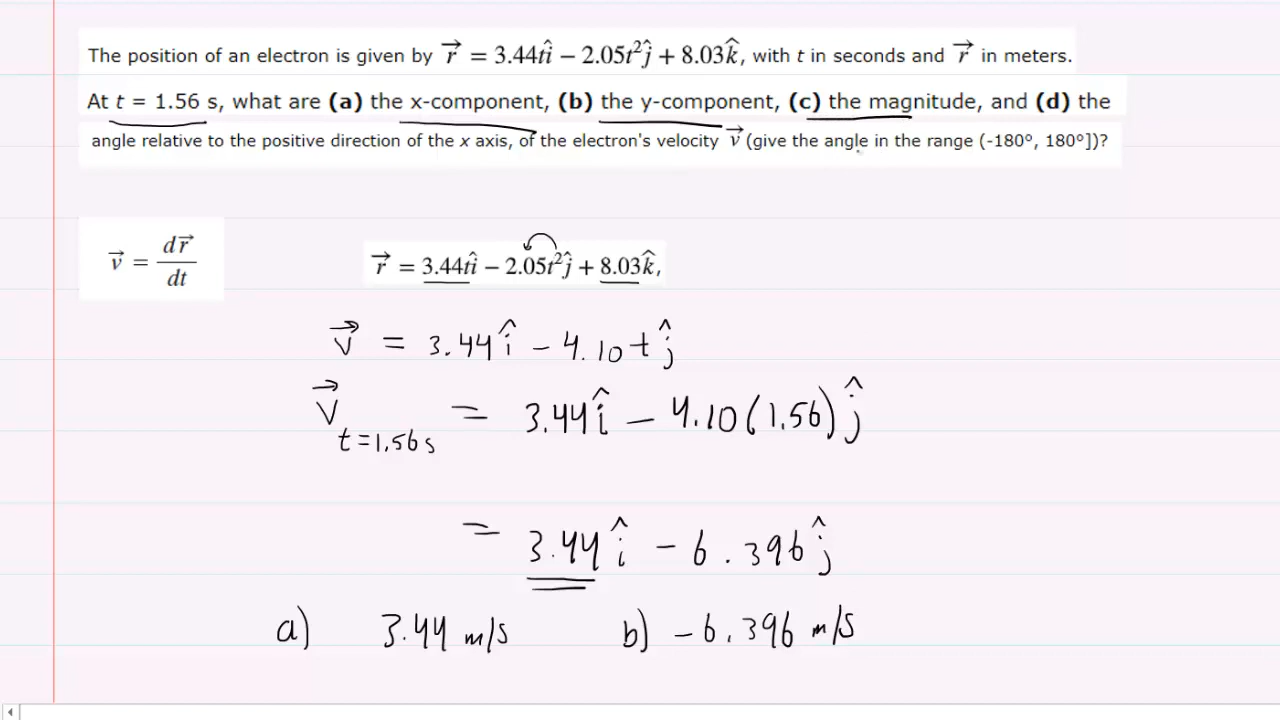 The position of an electron is given by r⃗ = 3.44tî − 2.05t²ĵ + 8.03k̂, with t in seconds and r⃗ in meters.
At t = 1.56 s, what are (a) the x-component, (b) the y-component, (c) the magnitude, and (d) the
angle relative to the positive direction of the x axis, of the electron's velocity v⃗ (give the angle in the range (-180°, 180°])?
v⃗ = dr⃗/dt
r⃗ = 3.44tî − 2.05t²ĵ + 8.03k̂,
v⃗ = 3.44î − 4.10tĵ
v⃗ t=1.56s = 3.44î − 4.10(1.56)ĵ
= 3.44î − 6.396ĵ
a) 3.44 m/s b) −6.396 m/s